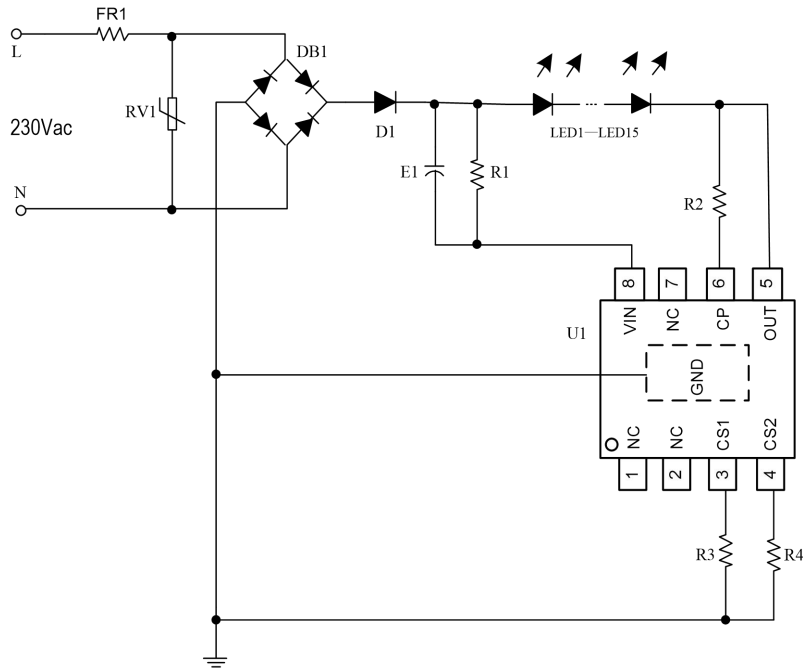 FR1
L
DB1
RV1
230Vac
D1
LED1—LED15
N
E1
R1
R2
8
7
6
5
VIN
NC
CP
OUT
U1
GND
NC
NC
CS1
CS2
1
2
3
4
R3
R4